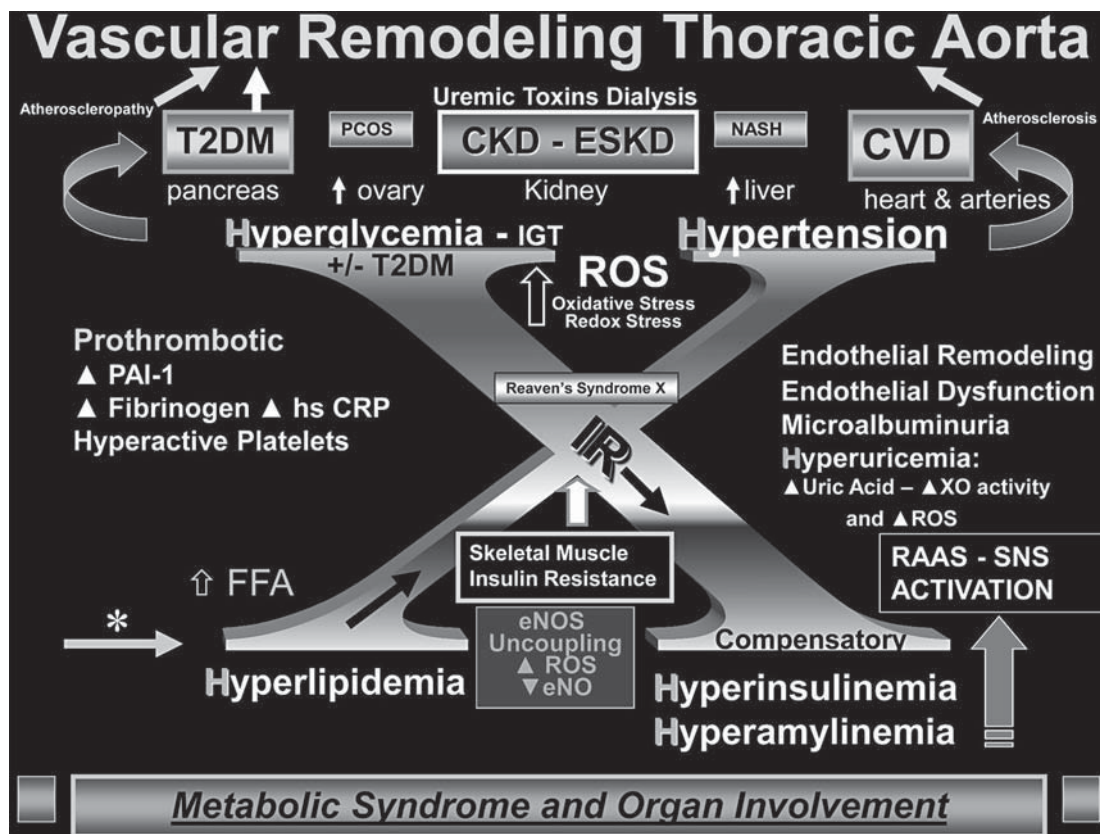 Vascular Remodeling Thoracic Aorta
Atheroscleropathy
Uremic Toxins Dialysis
Atherosclerosis
T2DM
PCOS
CKD - ESKD
NASH
CVD
pancreas
ovary
Kidney
liver
heart & arteries
Hyperglycemia - IGT
+/- T2DM
Hypertension
ROS
Oxidative Stress
Redox Stress
Prothrombotic
▲ PAI-1
▲ Fibrinogen ▲ hs CRP
Hyperactive Platelets
Reaven's Syndrome X
IR
Endothelial Remodeling
Endothelial Dysfunction
Microalbuminuria
Hyperuricemia:
▲Uric Acid – ▲XO activity
and ▲ROS
Skeletal Muscle
Insulin Resistance
RAAS - SNS
ACTIVATION
FFA
*
eNOS
Uncoupling
▲ ROS
▼eNO
Hyperlipidemia
Compensatory
Hyperinsulinemia
Hyperamylinemia
Metabolic Syndrome and Organ Involvement